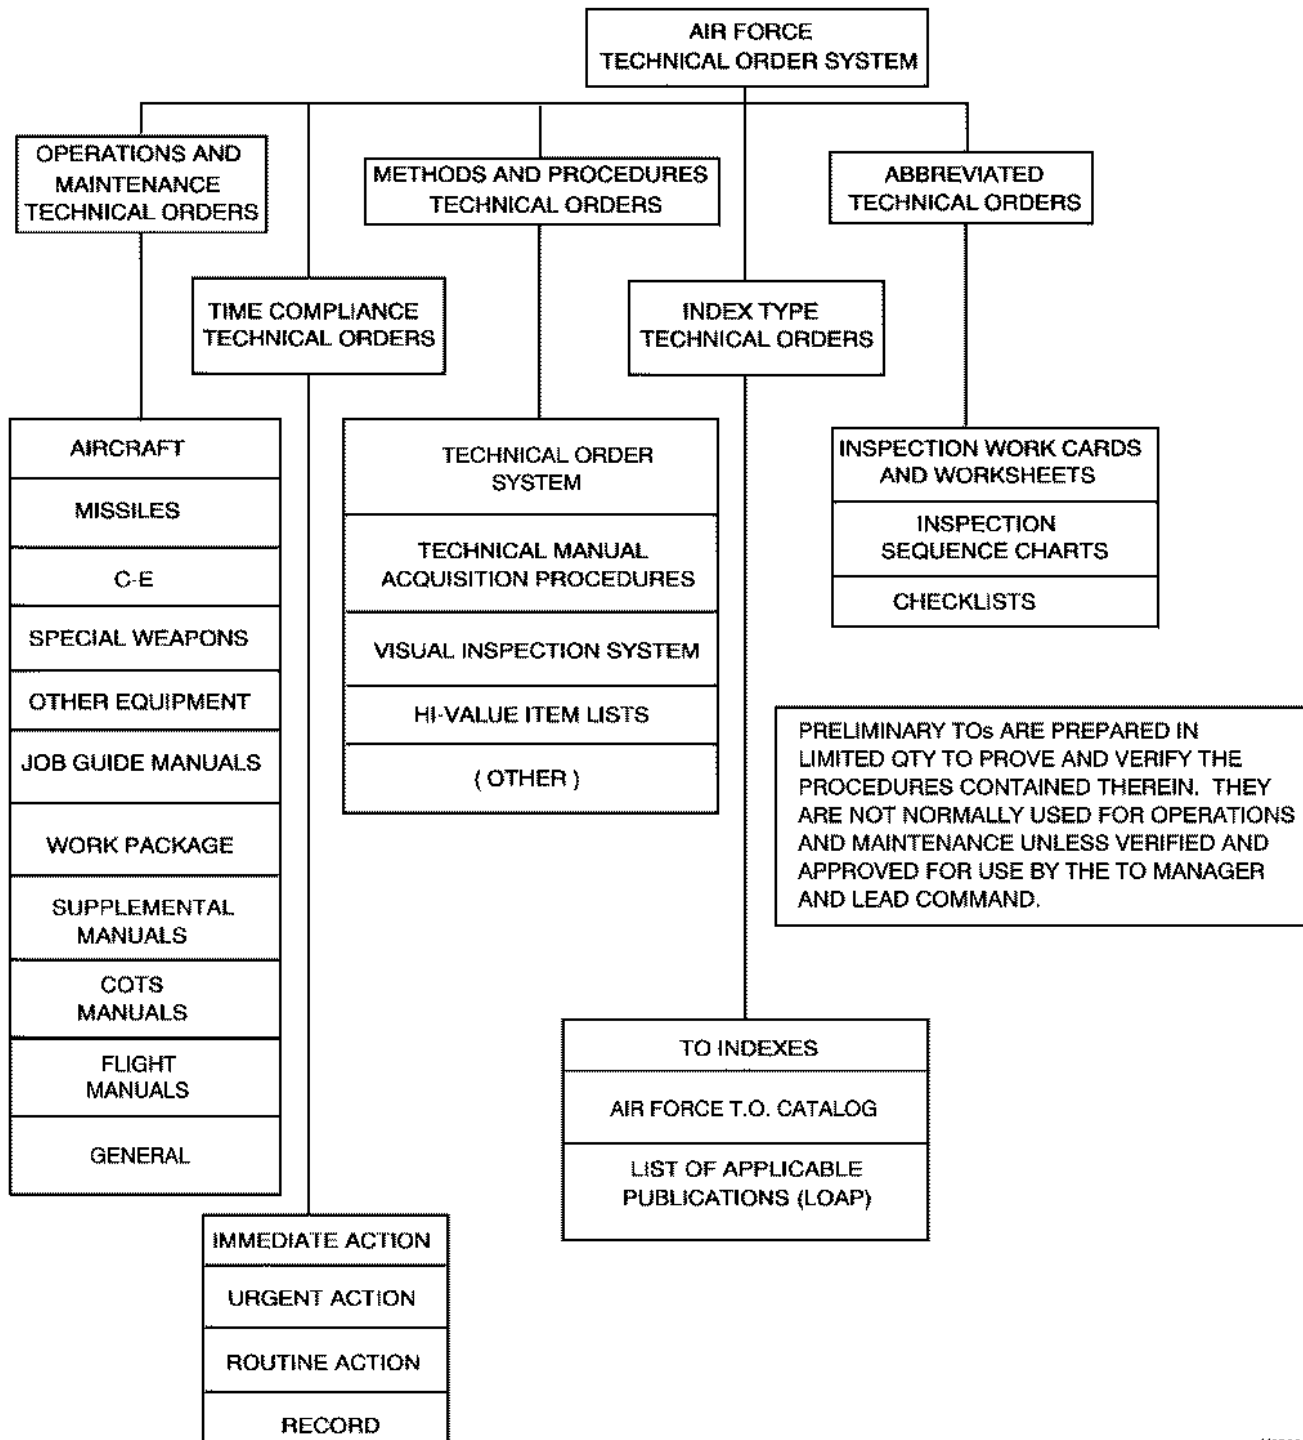 AIR FORCE
TECHNICAL ORDER SYSTEM
OPERATIONS AND
MAINTENANCE
TECHNICAL ORDERS
METHODS AND PROCEDURES
TECHNICAL ORDERS
ABBREVIATED
TECHNICAL ORDERS
TIME COMPLIANCE
TECHNICAL ORDERS
INDEX TYPE
TECHNICAL ORDERS
AIRCRAFT
MISSILES
C-E
SPECIAL WEAPONS
OTHER EQUIPMENT
JOB GUIDE MANUALS
WORK PACKAGE
SUPPLEMENTAL
MANUALS
COTS
MANUALS
FLIGHT
MANUALS
GENERAL
TECHNICAL ORDER
SYSTEM
TECHNICAL MANUAL
ACQUISITION PROCEDURES
VISUAL INSPECTION SYSTEM
HI-VALUE ITEM LISTS
( OTHER )
INSPECTION WORK CARDS
AND WORKSHEETS
INSPECTION
SEQUENCE CHARTS
CHECKLISTS
PRELIMINARY TOs ARE PREPARED IN
LIMITED QTY TO PROVE AND VERIFY THE
PROCEDURES CONTAINED THEREIN. THEY
ARE NOT NORMALLY USED FOR OPERATIONS
AND MAINTENANCE UNLESS VERIFIED AND
APPROVED FOR USE BY THE TO MANAGER
AND LEAD COMMAND.
TO INDEXES
AIR FORCE T.O. CATALOG
LIST OF APPLICABLE
PUBLICATIONS (LOAP)
IMMEDIATE ACTION
URGENT ACTION
ROUTINE ACTION
RECORD